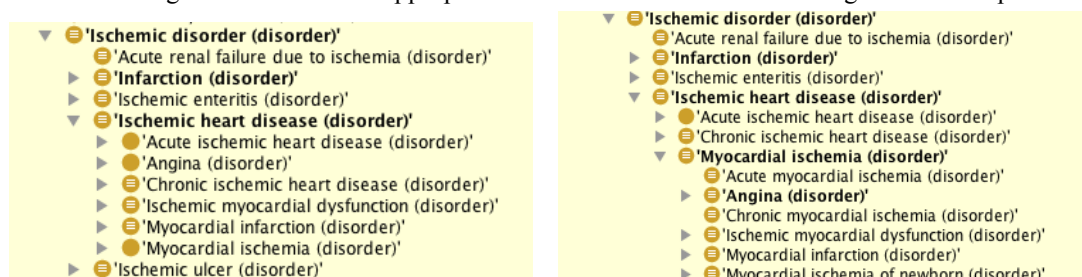 'Ischemic disorder (disorder)'
'Acute renal failure due to ischemia (disorder)'
'Infarction (disorder)'
'Ischemic enteritis (disorder)'
'Ischemic heart disease (disorder)'
'Acute ischemic heart disease (disorder)'
'Angina (disorder)'
'Chronic ischemic heart disease (disorder)'
'Ischemic myocardial dysfunction (disorder)'
'Myocardial infarction (disorder)'
'Myocardial ischemia (disorder)'
'Ischemic ulcer (disorder)'
'Ischemic disorder (disorder)'
'Acute renal failure due to ischemia (disorder)'
'Infarction (disorder)'
'Ischemic enteritis (disorder)'
'Ischemic heart disease (disorder)'
'Acute ischemic heart disease (disorder)'
'Chronic ischemic heart disease (disorder)'
'Myocardial ischemia (disorder)'
'Acute myocardial ischemia (disorder)'
'Angina (disorder)'
'Chronic myocardial ischemia (disorder)'
'Ischemic myocardial dysfunction (disorder)'
'Myocardial infarction (disorder)'
'Myocardial ischemia of newborn (disorder)'